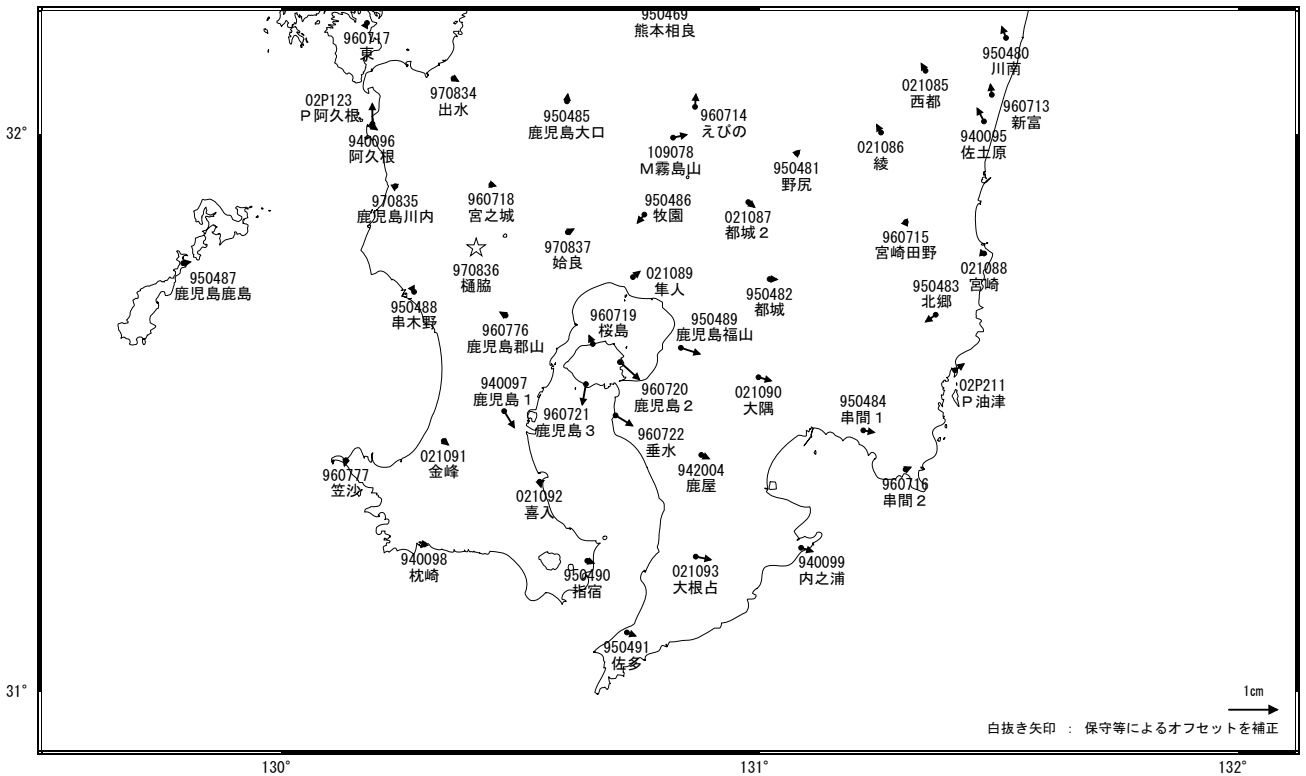 950469
熊本相良
960717
東
950480
川南
970834
出水
021085
西都
02P123
P阿久根
950485
鹿児島大口
960714
えびの
960713
新富
940096
阿久根
109078
M霧島山
021086
綾
940095
佐土原
950481
野尻
970835
鹿児島川内
960718
宮之城
950486
牧園
021087
都城2
960715
宮崎田野
970837
姶良
970836
樋脇
021089
隼人
021088
宮崎
950487
鹿児島鹿島
950482
都城
950483
北郷
950488
串木野
960776
鹿児島郡山
960719
桜島
950489
鹿児島福山
940097
鹿児島1
960720
鹿児島2
021090
大隅
02P211
P油津
960721
鹿児島3
950484
串間1
960722
垂水
021091
金峰
942004
鹿屋
960777
笠沙
021092
喜入
960716
串間2
940098
枕崎
950490
指宿
021093
大根占
940099
内之浦
950491
佐多
32°
31°
1cm
白抜き矢印 : 保守等によるオフセットを補正
130°
131°
132°